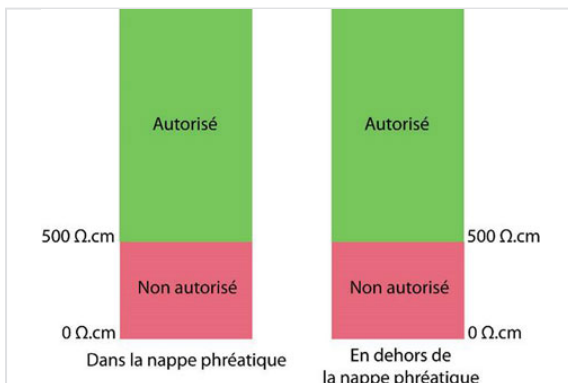 Autorisé
Autorisé
500 Ω.cm
500 Ω.cm
Non autorisé
Non autorisé
0 Ω.cm
0 Ω.cm
Dans la nappe phréatique
En dehors de
la nappe phréatique